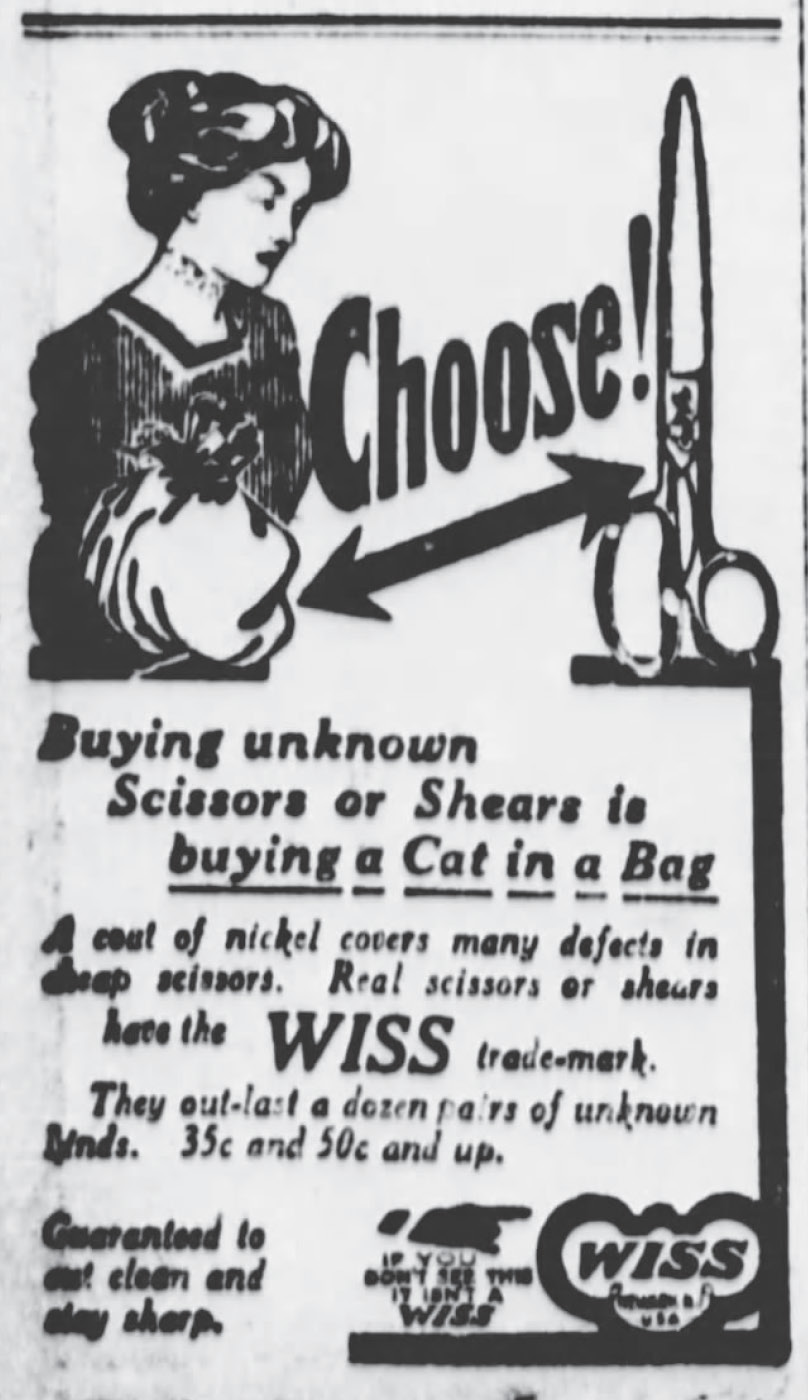 Choose!
Buying unknown
Scissors or Shears is
buying a Cat in a Bag
A coat of nickel covers many defects in
cheap scissors. Real scissors or shears
have the WISS trade-mark.
They out-last a dozen pairs of unknown
kinds. 35c and 50c and up.
Guaranteed to
cut clean and
stay sharp.
IF YOU
DON'T SEE THIS
IT ISN'T A
WISS
WISS
NEWARK N.J.
USA